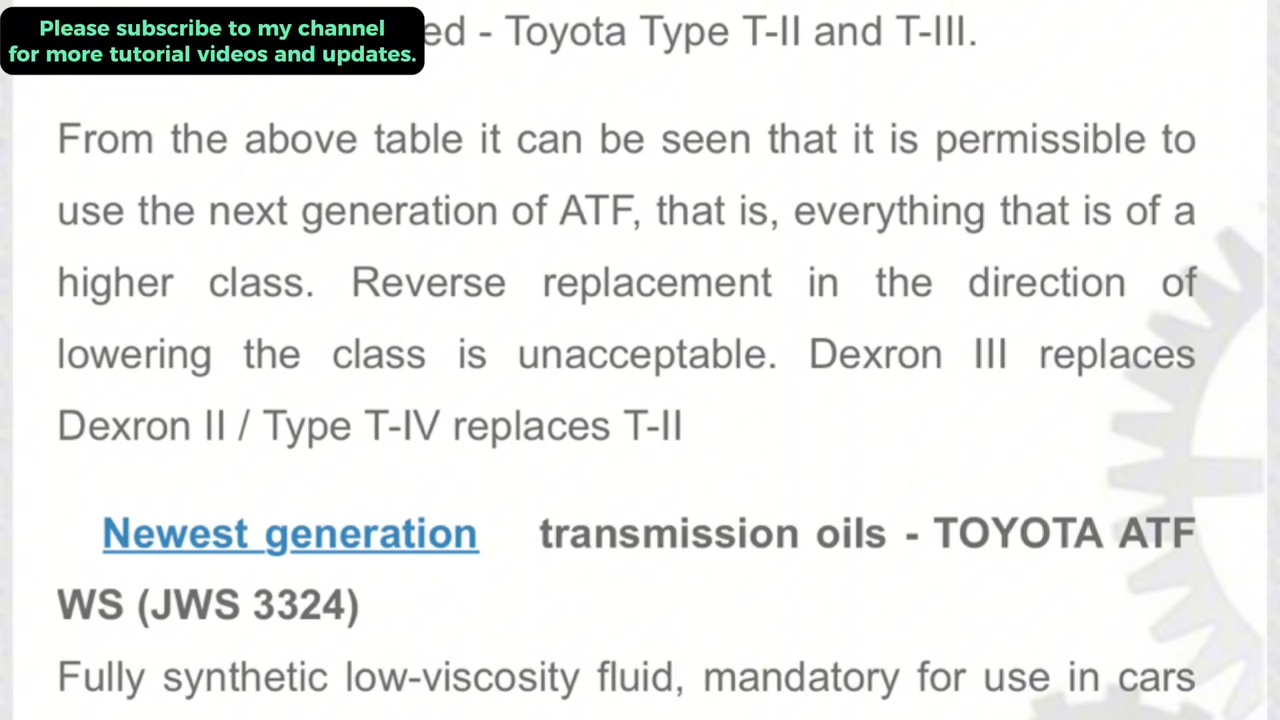 Please subscribe to my channel
for more tutorial videos and updates.
ed - Toyota Type T-II and T-III.
From the above table it can be seen that it is permissible to
use the next generation of ATF, that is, everything that is of a
higher class. Reverse replacement in the direction of
lowering the class is unacceptable. Dexron III replaces
Dexron II / Type T-IV replaces T-II
Newest generation transmission oils - TOYOTA ATF
WS (JWS 3324)
Fully synthetic low-viscosity fluid, mandatory for use in cars